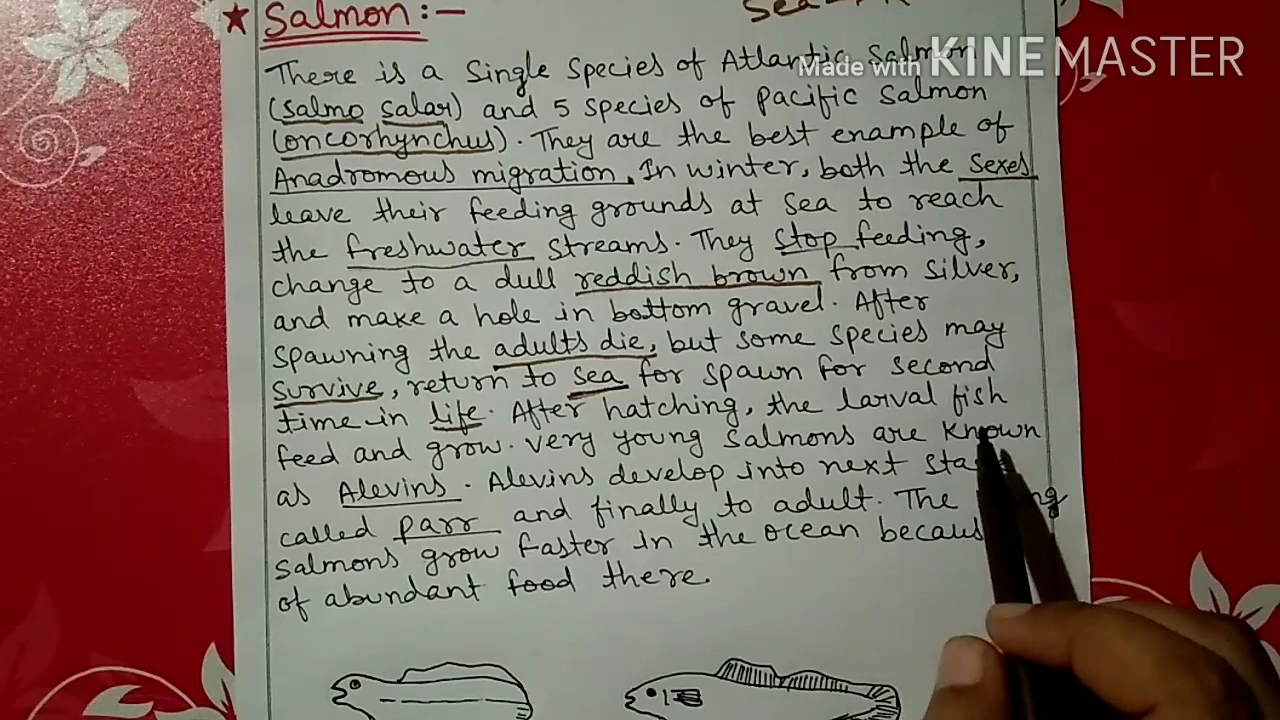 ★ Salmon :—
Sea
Made with KINEMASTER
There is a Single Species of Atlantic Salmon
(Salmo Salar) and 5 Species of Pacific Salmon
(oncorhynchus). They are the best enample of
Anadromous migration. In winter, both the sexes
leave their feeding grounds at sea to reach
the freshwater streams. They stop feeding,
change to a dull reddish brown from silver,
and make a hole in bottom gravel. After
spawning the adults die, but some species may
survive, return to sea for spawn for second
time in life. After hatching, the larval fish
feed and grow. Very young Salmons are known
as Alevins. Alevins develop into next
called parr and finally to adult. The
Salmons grow faster in the ocean
of abundant food there.